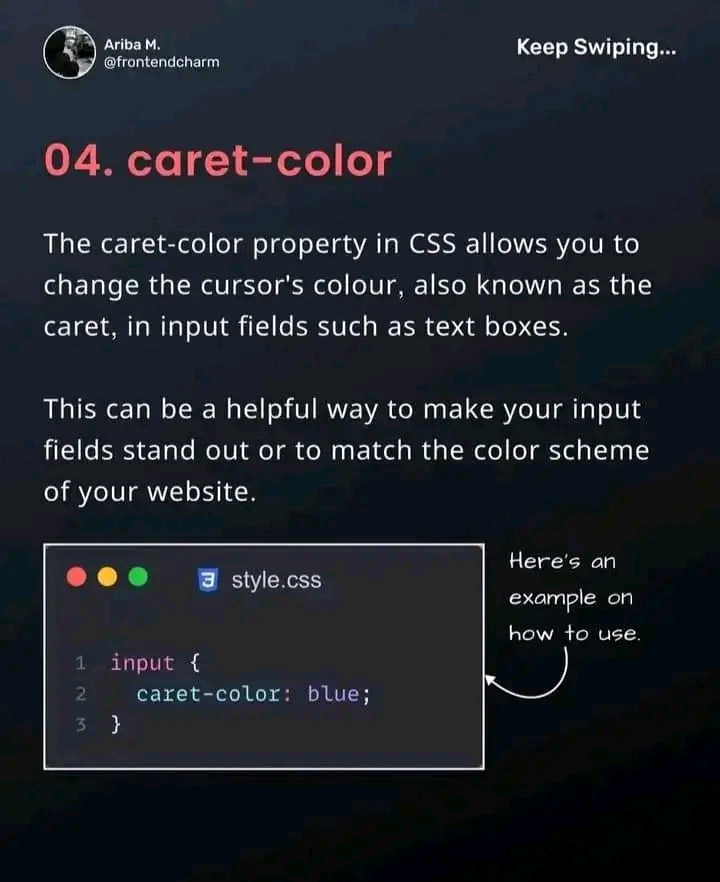 Ariba M.
@frontendcharm
Keep Swiping...
04. caret-color
The caret-color property in CSS allows you to
change the cursor's colour, also known as the
caret, in input fields such as text boxes.
This can be a helpful way to make your input
fields stand out or to match the color scheme
of your website.
style.css
1 input {
2   caret-color: blue;
3 }
Here's an
example on
how to use.